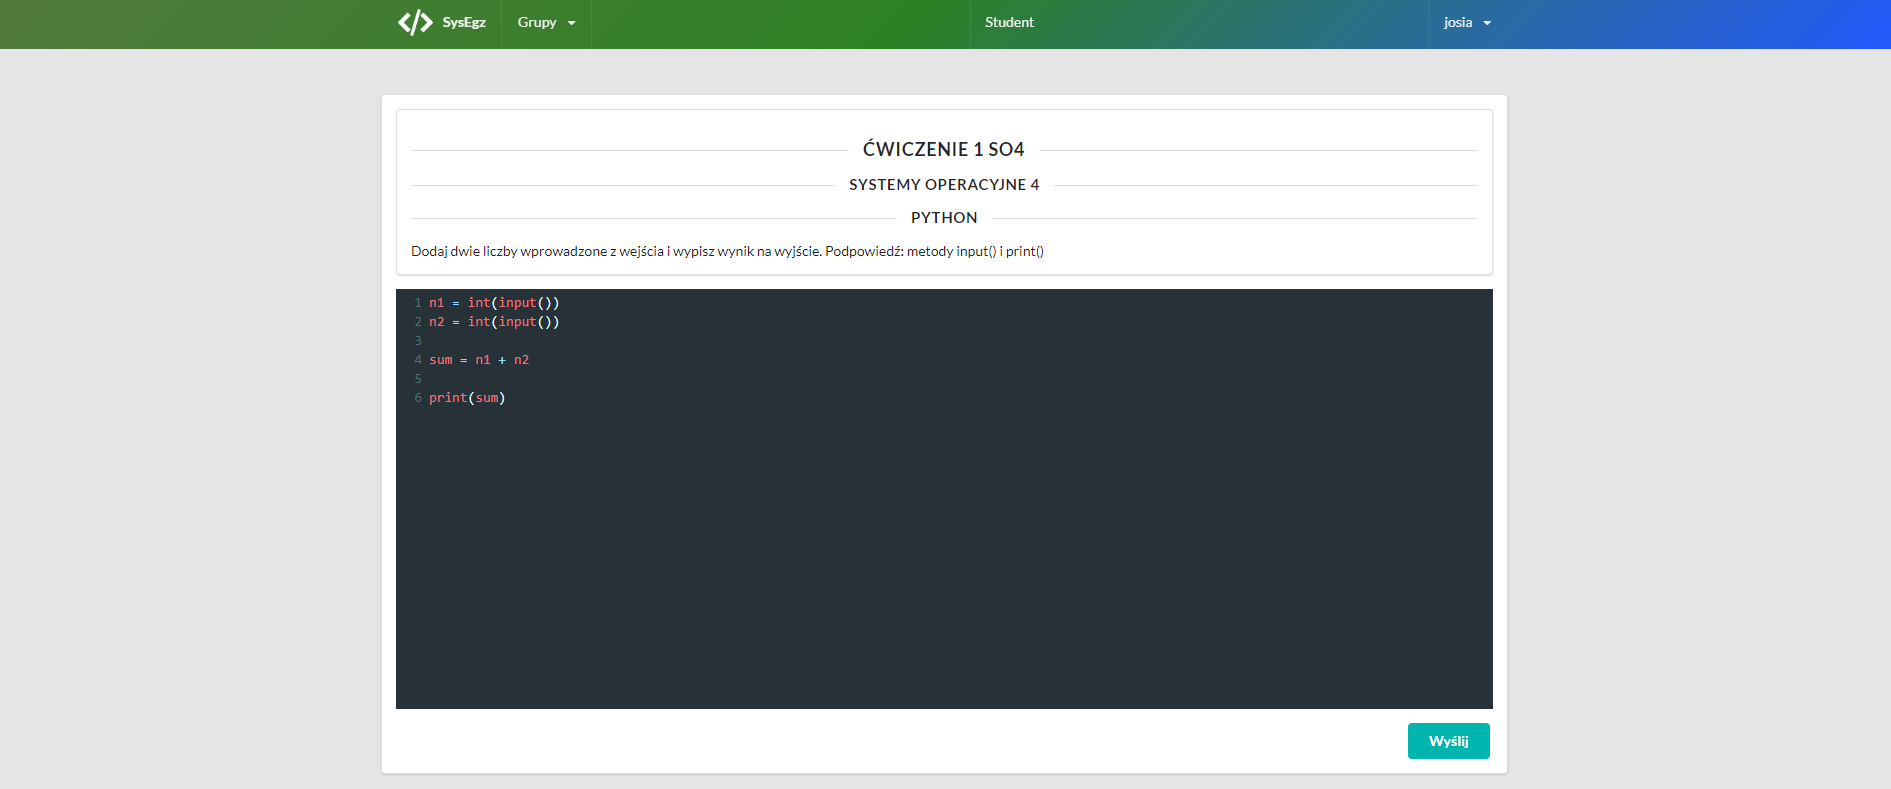 SysEgz Grupy Student josia
ĆWICZENIE 1 SO4
SYSTEMY OPERACYJNE 4
PYTHON
Dodaj dwie liczby wprowadzone z wejścia i wypisz wynik na wyjście. Podpowiedź: metody input() i print()
1 n1 = int(input())
2 n2 = int(input())
3
4 sum = n1 + n2
5
6 print(sum)
Wyślij